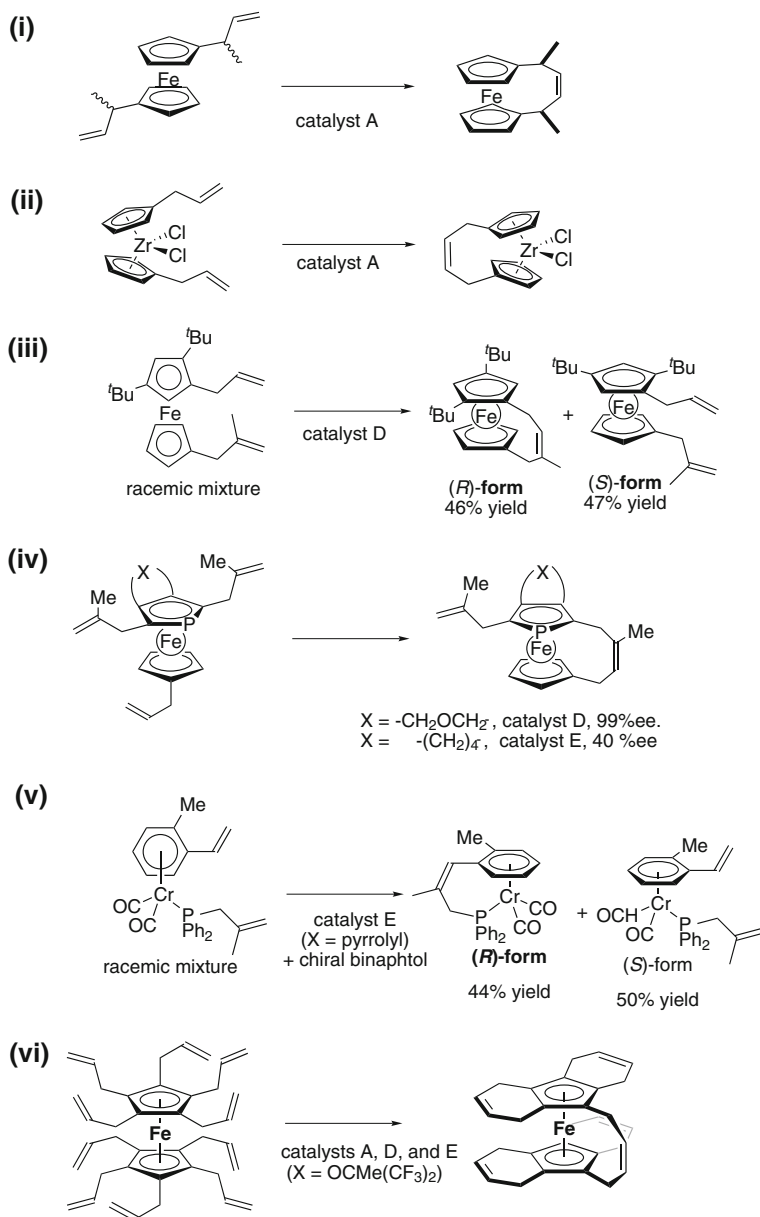 (i)
Fe
catalyst A
Fe
(ii)
Zr
Cl
Cl
catalyst A
Zr
Cl
Cl
(iii)
tBu
tBu
Fe
racemic mixture
catalyst D
tBu
tBu
Fe
(R)-form
46% yield
+
tBu
tBu
Fe
(S)-form
47% yield
(iv)
Me
X
Me
P
Fe
X
P
Me
Fe
X = -CH2OCH2-, catalyst D, 99%ee.
X = -(CH2)4-, catalyst E, 40 %ee
(v)
Me
Cr
OC
OC
P
Ph2
racemic mixture
catalyst E
(X = pyrrolyl)
+ chiral binaphtol
Me
Cr
P
Ph2
CO
CO
(R)-form
44% yield
+
Me
Cr
OCH
OC
P
Ph2
(S)-form
50% yield
(vi)
Fe
catalysts A, D, and E
(X = OCMe(CF3)2)
Fe